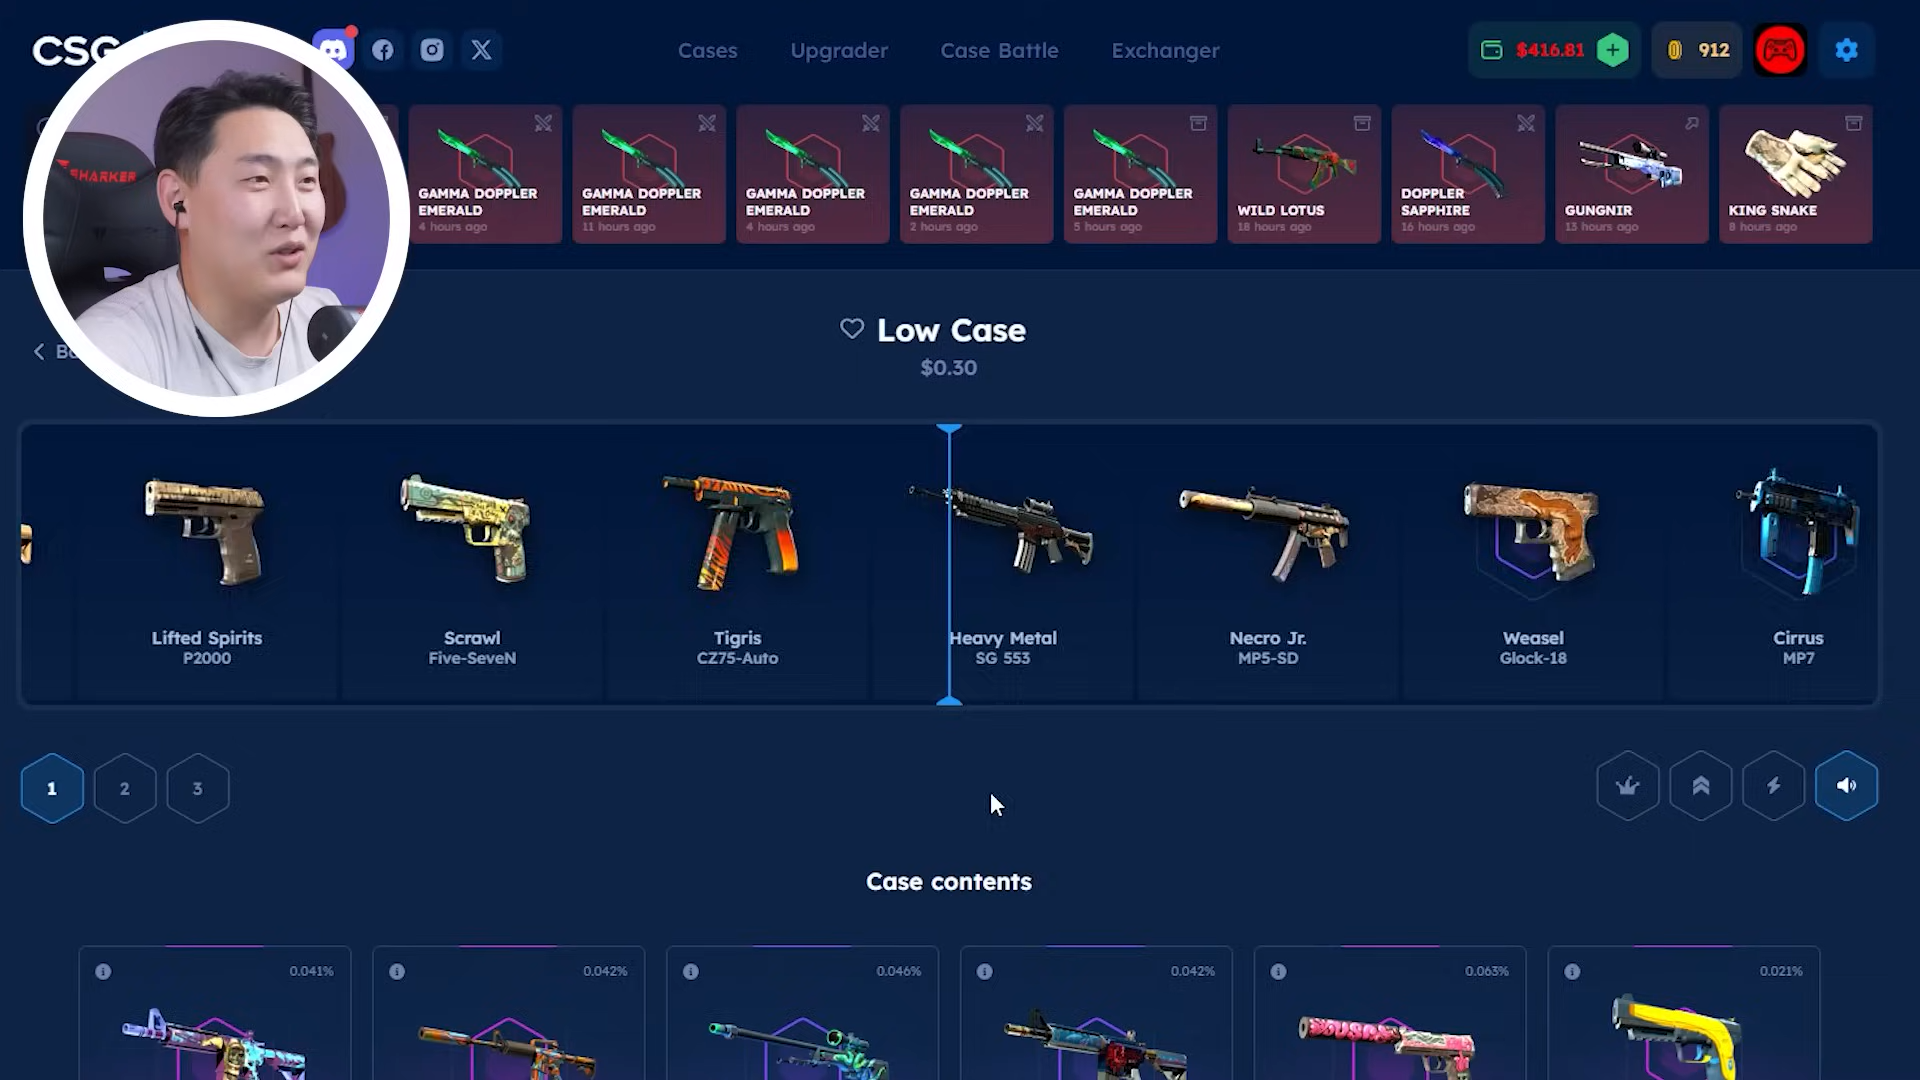 CSG
Cases
Upgrader
Case Battle
Exchanger
$416.81
912
SHARKER
GAMMA DOPPLER
EMERALD
4 hours ago
GAMMA DOPPLER
EMERALD
11 hours ago
GAMMA DOPPLER
EMERALD
4 hours ago
GAMMA DOPPLER
EMERALD
2 hours ago
GAMMA DOPPLER
EMERALD
5 hours ago
WILD LOTUS
18 hours ago
DOPPLER
SAPPHIRE
16 hours ago
GUNGNIR
13 hours ago
KING SNAKE
8 hours ago
Low Case
$0.30
Lifted Spirits
P2000
Scrawl
Five-SeveN
Tigris
CZ75-Auto
Heavy Metal
SG 553
Necro Jr.
MP5-SD
Weasel
Glock-18
Cirrus
MP7
1
2
3
Case contents
0.041%
0.042%
0.046%
0.042%
0.063%
0.021%